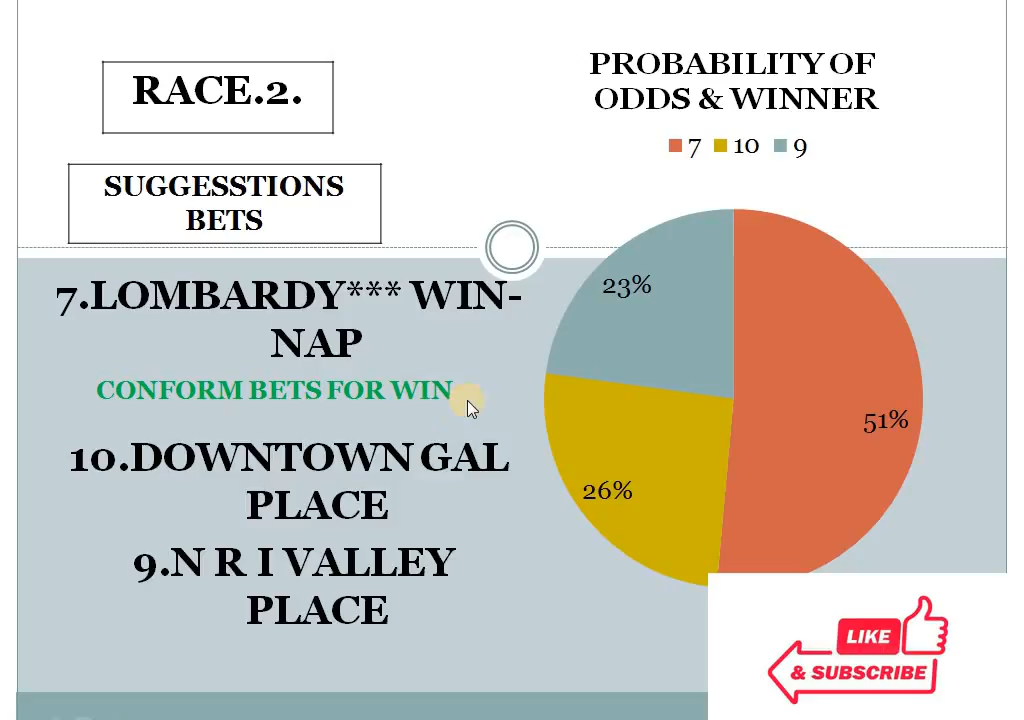 RACE.2.
SUGGESSTIONS
BETS
7.LOMBARDY*** WIN-
NAP
CONFORM BETS FOR WIN
10.DOWNTOWN GAL
PLACE
9.N R I VALLEY
PLACE
PROBABILITY OF
ODDS & WINNER
7 10 9
23%
51%
26%
LIKE
& SUBSCRIBE